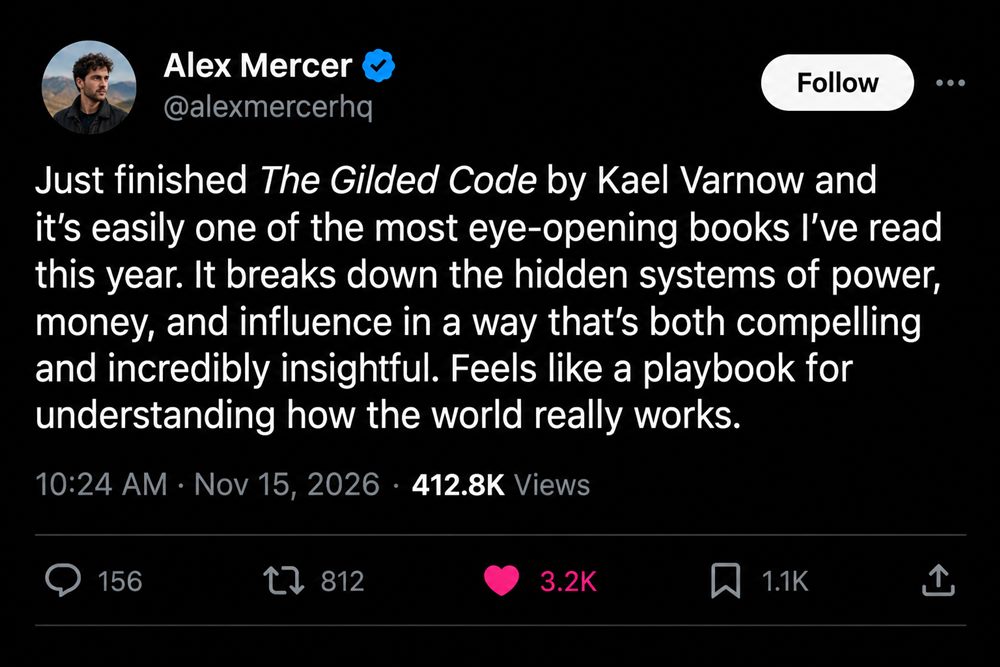 Alex Mercer
@alexmercerhq
Follow
Just finished The Gilded Code by Kael Varnow and
it’s easily one of the most eye-opening books I’ve read
this year. It breaks down the hidden systems of power,
money, and influence in a way that’s both compelling
and incredibly insightful. Feels like a playbook for
understanding how the world really works.
10:24 AM · Nov 15, 2026 · 412.8K Views
156 812 3.2K 1.1K